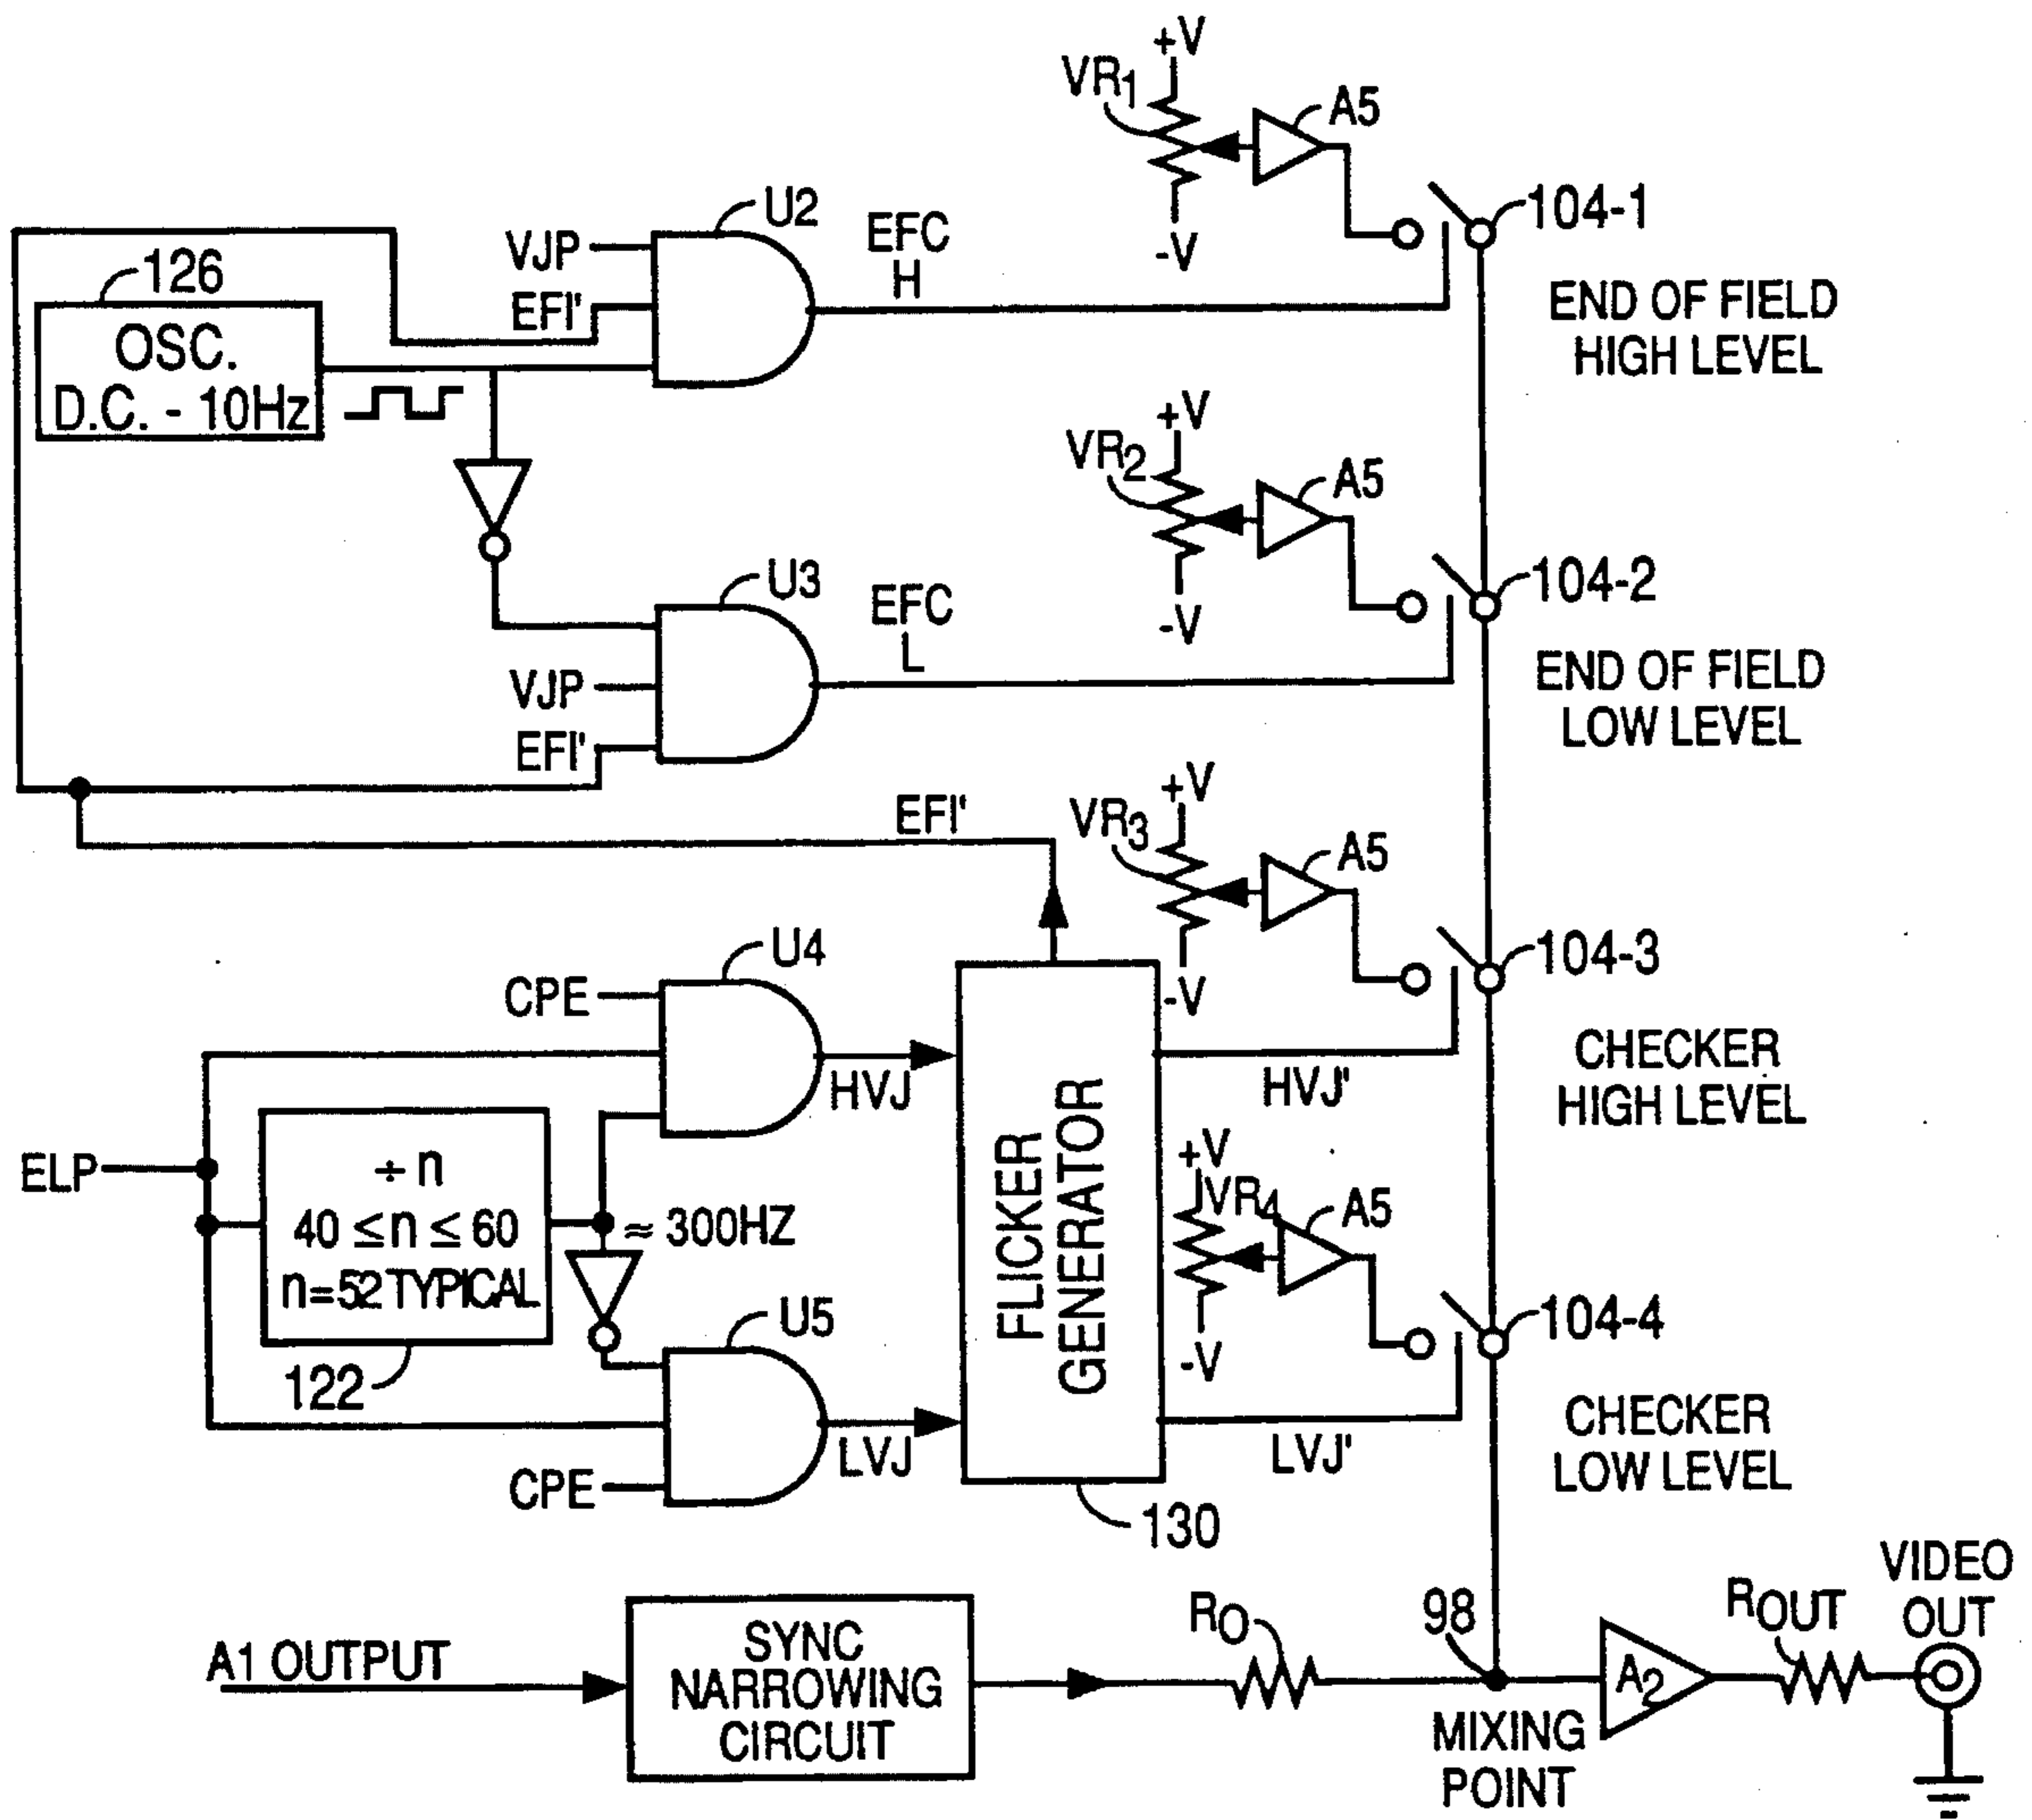 +V
VR1
A5
-V
104-1
END OF FIELD
HIGH LEVEL
U2
VJP
EFI'
EFC
H
126
OSC.
D.C. - 10Hz
+V
VR2
A5
-V
104-2
END OF FIELD
LOW LEVEL
U3
EFC
L
VJP
EFI'
EFI'
+V
VR3
A5
-V
104-3
CHECKER
HIGH LEVEL
U4
CPE
HVJ
HVJ'
ELP
÷ n
40 ≤ n ≤ 60
n=52 TYPICAL
122
≈ 300HZ
FLICKER
GENERATOR
130
+V
VR4
A5
-V
104-4
CHECKER
LOW LEVEL
U5
LVJ
LVJ'
CPE
A1 OUTPUT
SYNC
NARROWING
CIRCUIT
RO
98
MIXING
POINT
A2
ROUT
VIDEO
OUT